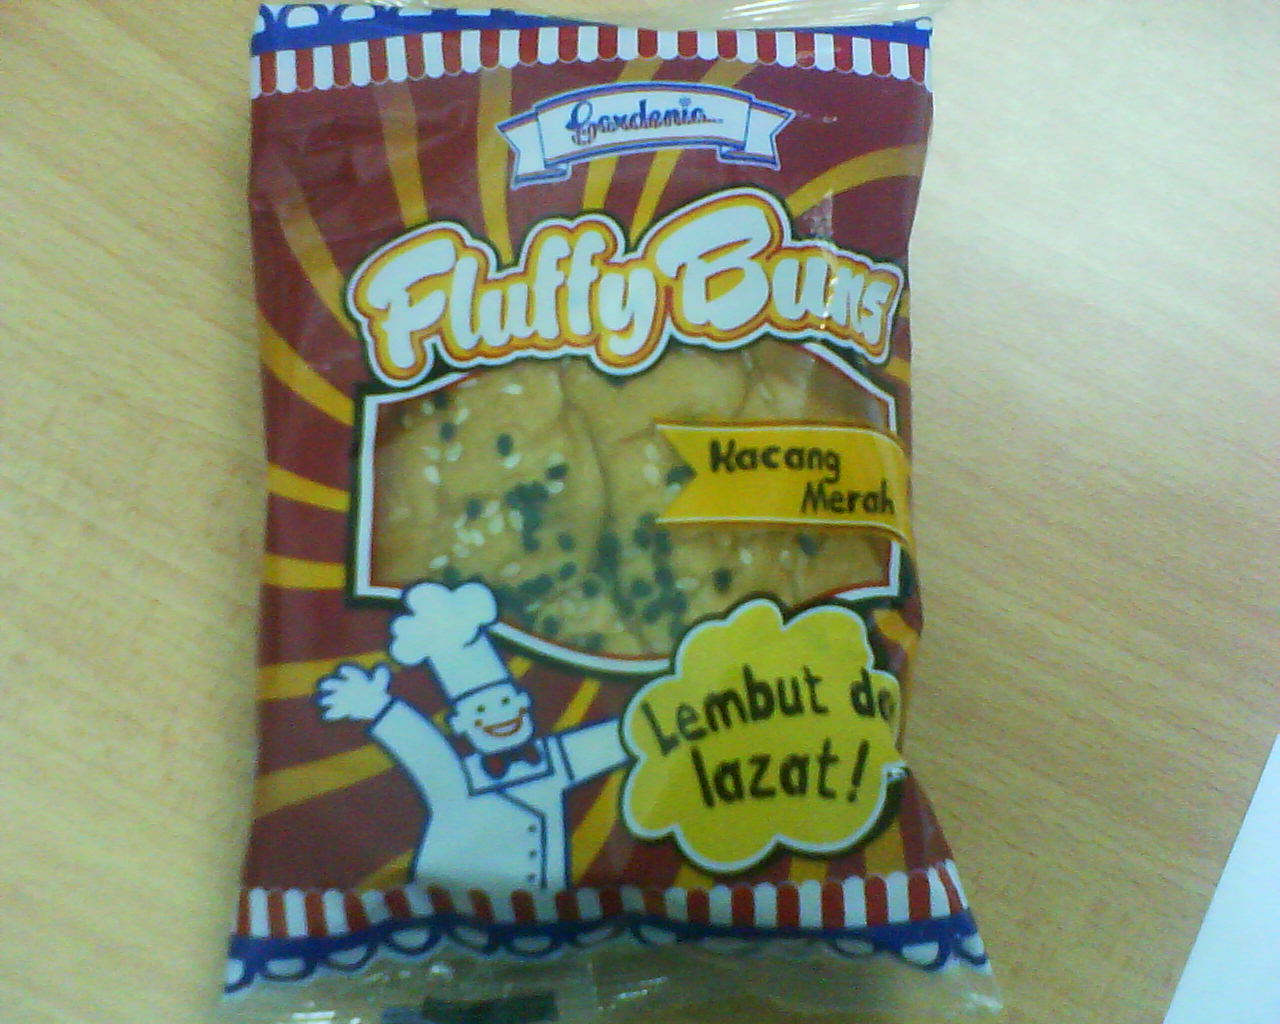 Gardenia
Fluffy Buns
Kacang
Merah
Lembut
lazat!